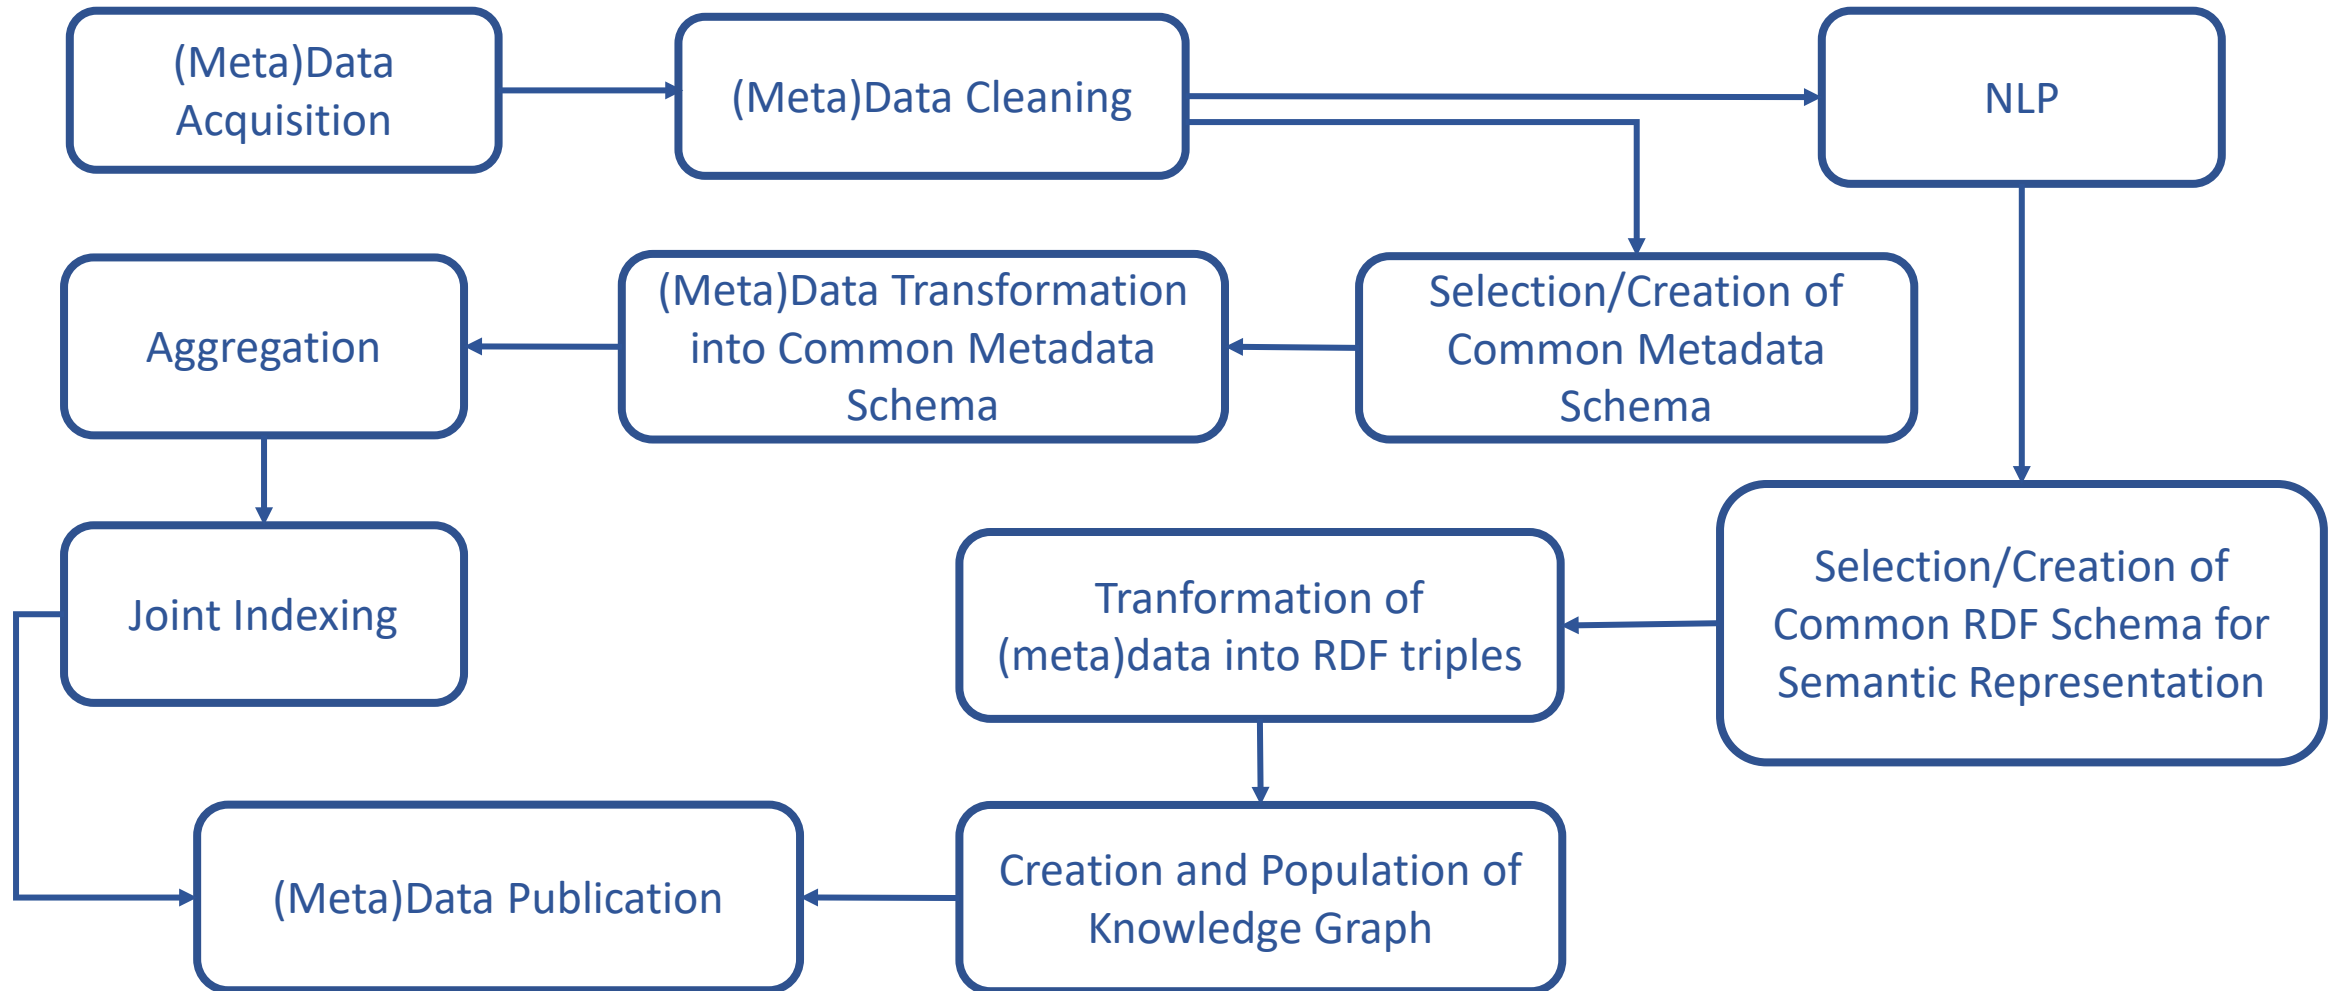 (Meta)Data
Acquisition
(Meta)Data Cleaning
NLP
Aggregation
(Meta)Data Transformation
into Common Metadata
Schema
Selection/Creation of
Common Metadata
Schema
Joint Indexing
Tranformation of
(meta)data into RDF triples
Selection/Creation of
Common RDF Schema for
Semantic Representation
(Meta)Data Publication
Creation and Population of
Knowledge Graph